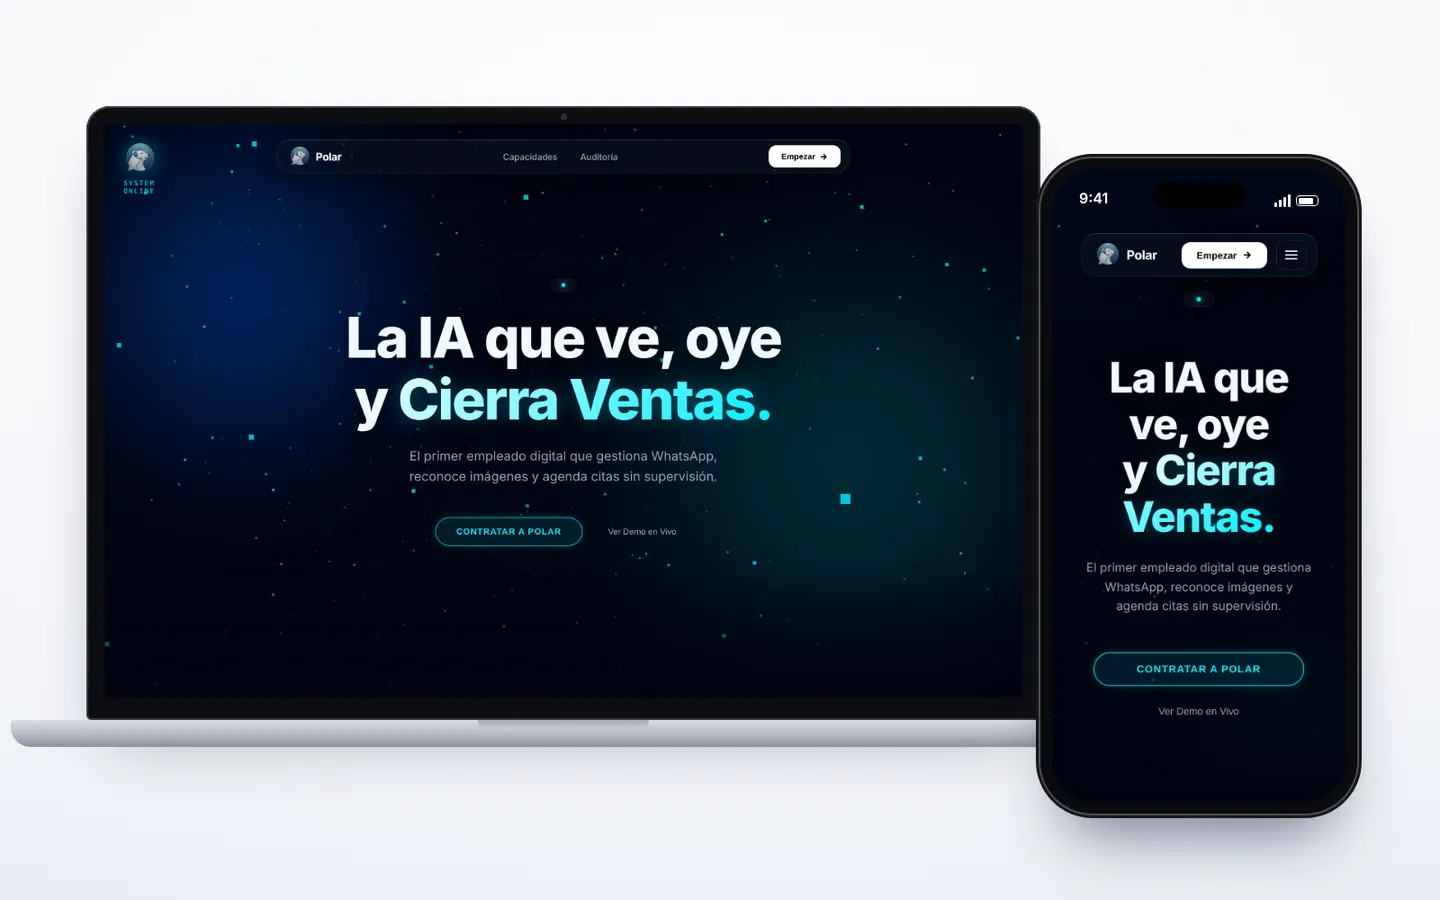 SYSTEM
ONLINE
Polar
Capacidades
Auditoría
Empezar →
La IA que ve, oye
y Cierra Ventas.
El primer empleado digital que gestiona WhatsApp,
reconoce imágenes y agenda citas sin supervisión.
CONTRATAR A POLAR
Ver Demo en Vivo
9:41
Polar
Empezar →
La IA que
ve, oye
y Cierra
Ventas.
El primer empleado digital que gestiona
WhatsApp, reconoce imágenes y
agenda citas sin supervisión.
CONTRATAR A POLAR
Ver Demo en Vivo